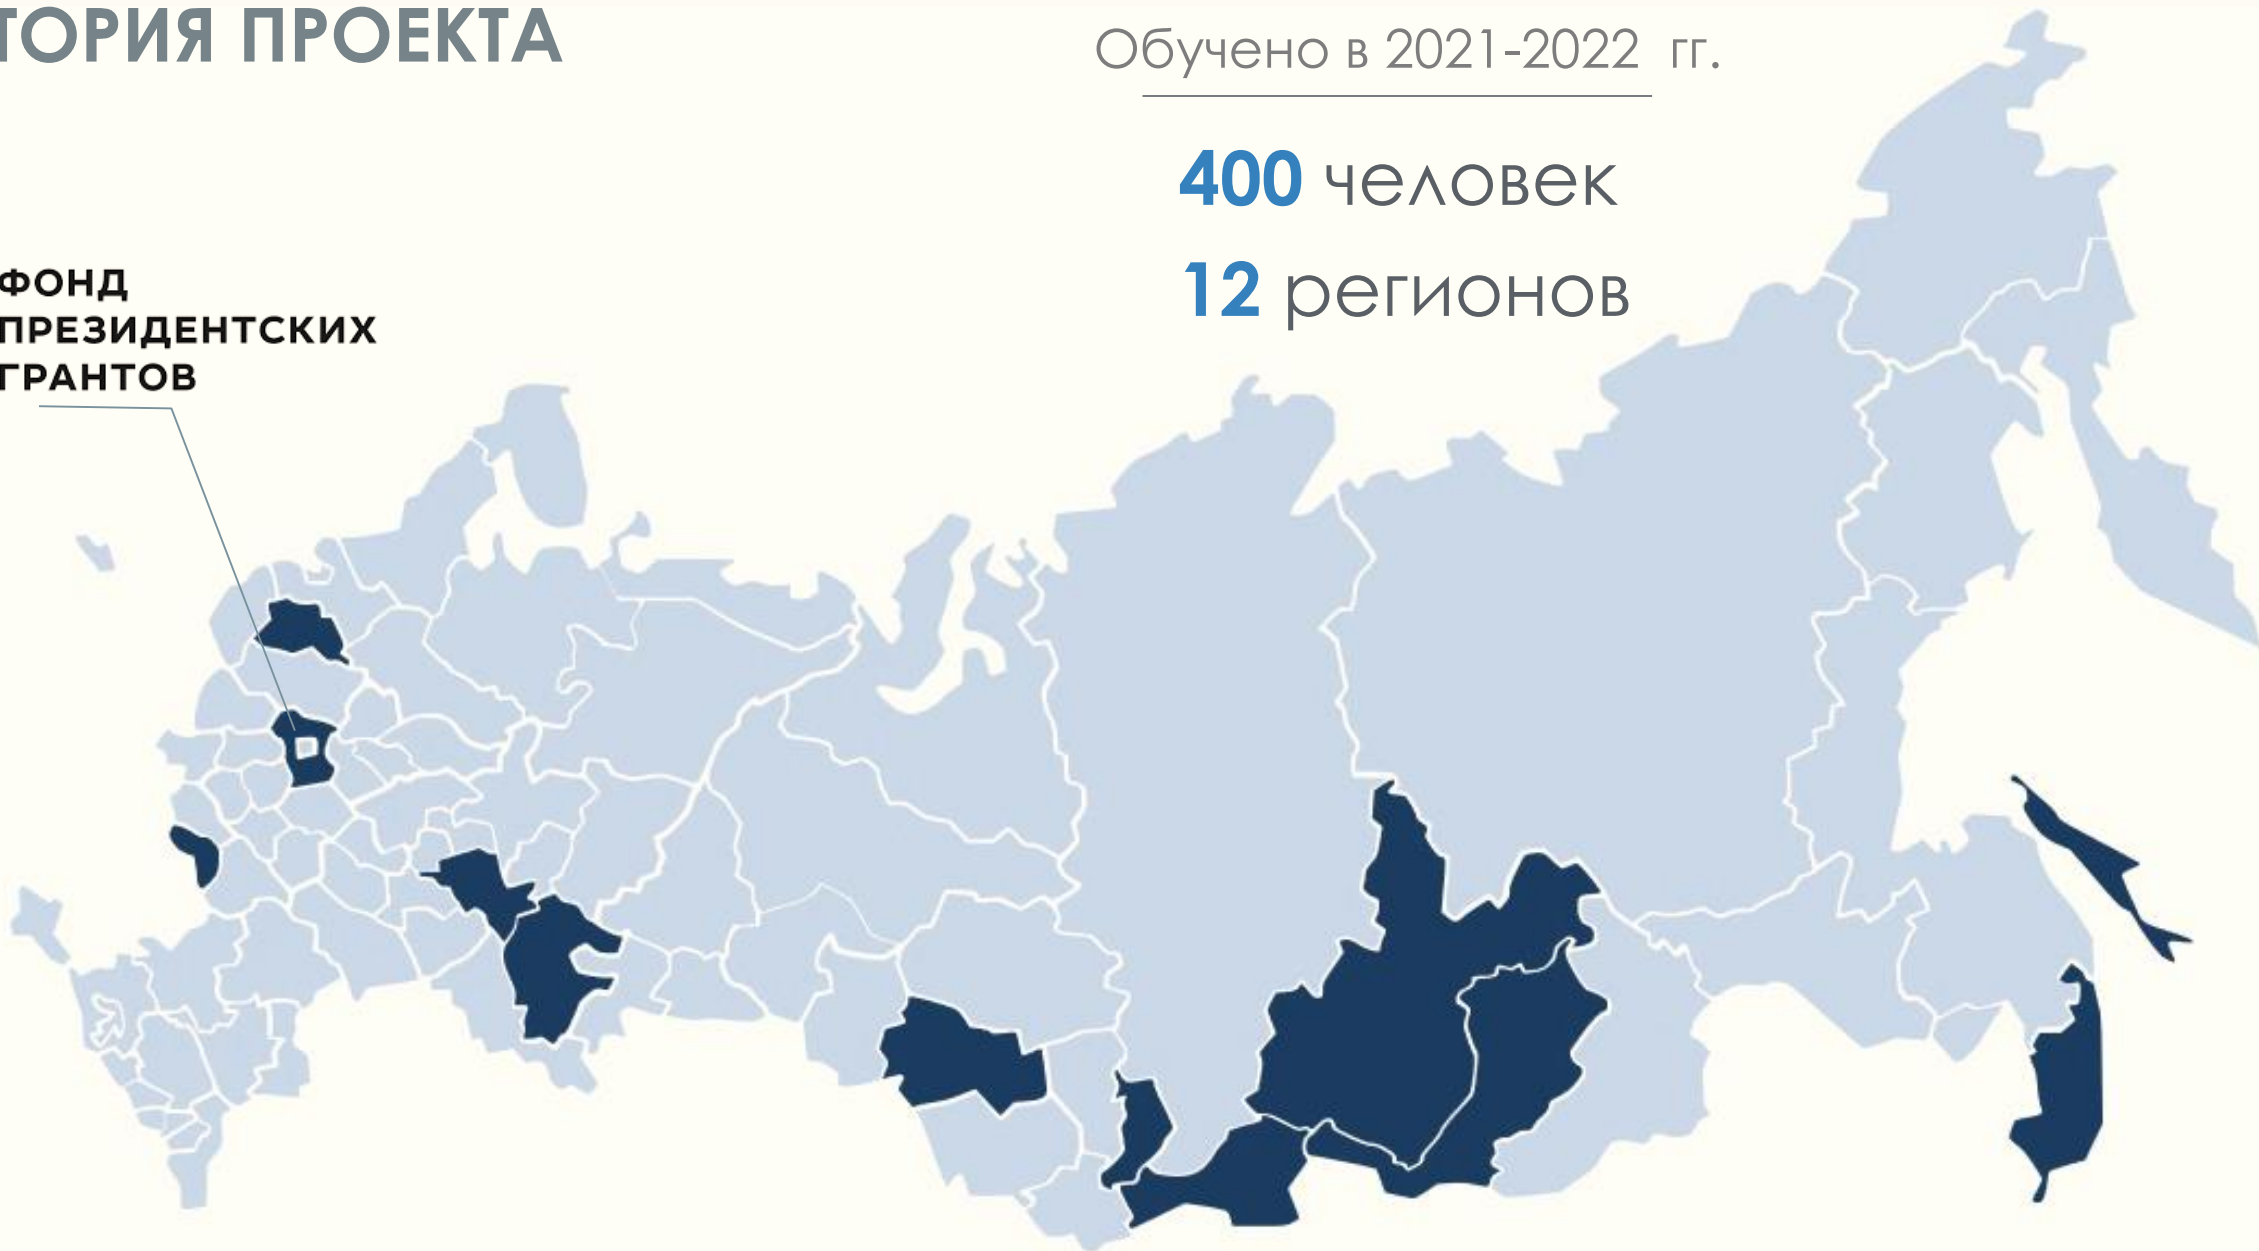 ТОРИЯ ПРОЕКТА
Обучено в 2021-2022 гг.
400 человек
12 регионов
ФОНД
ПРЕЗИДЕНТСКИХ
ГРАНТОВ